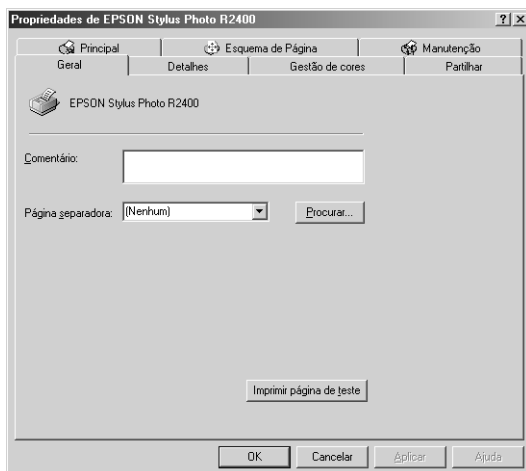 Propriedades de EPSON Stylus Photo R2400
Principal Esquema de Página Manutenção
Geral Detalhes Gestão de cores Partilhar
EPSON Stylus Photo R2400
Comentário:
Página separadora: (Nenhum) Procurar...
Imprimir página de teste
OK Cancelar Aplicar Ajuda